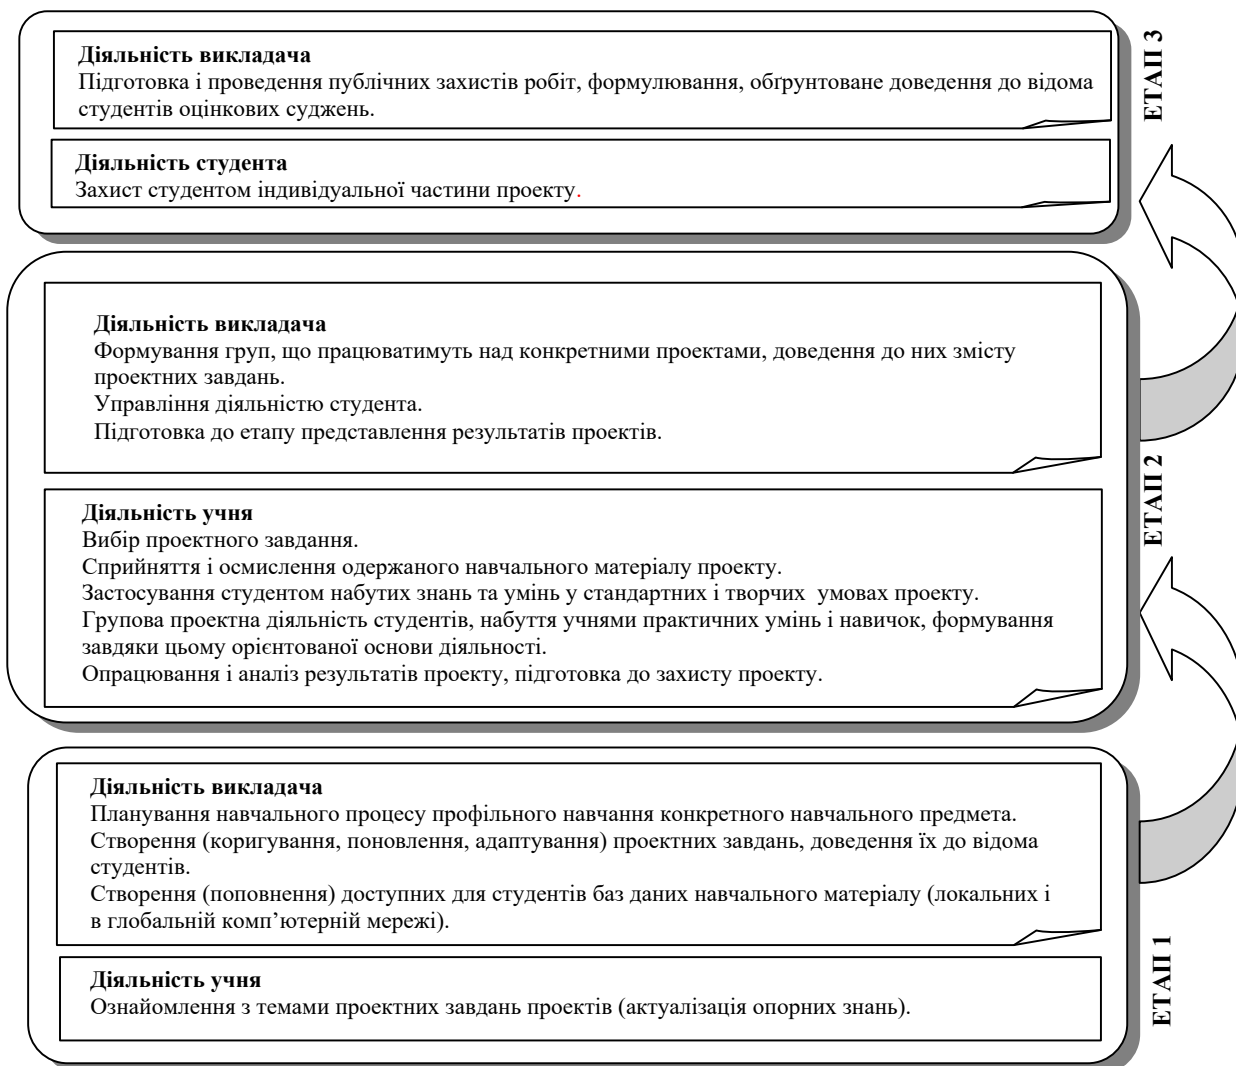 Діяльність викладача
Підготовка і проведення публічних захистів робіт, формулювання, обґрунтоване доведення до відома
студентів оцінкових суджень.
Діяльність студента
Захист студентом індивідуальної частини проекту.
ЕТАП 3
Діяльність викладача
Формування груп, що працюватимуть над конкретними проектами, доведення до них змісту
проектних завдань.
Управління діяльністю студента.
Підготовка до етапу представлення результатів проектів.
Діяльність учня
Вибір проектного завдання.
Сприйняття і осмислення одержаного навчального матеріалу проекту.
Застосування студентом набутих знань та умінь у стандартних і творчих умовах проекту.
Групова проектна діяльність студентів, набуття учнями практичних умінь і навичок, формування
завдяки цьому орієнтованої основи діяльності.
Опрацювання і аналіз результатів проекту, підготовка до захисту проекту.
ЕТАП 2
Діяльність викладача
Планування навчального процесу профільного навчання конкретного навчального предмета.
Створення (коригування, поновлення, адаптування) проектних завдань, доведення їх до відома
студентів.
Створення (поповнення) доступних для студентів баз даних навчального матеріалу (локальних і
в глобальній комп’ютерній мережі).
Діяльність учня
Ознайомлення з темами проектних завдань проектів (актуалізація опорних знань).
ЕТАП 1